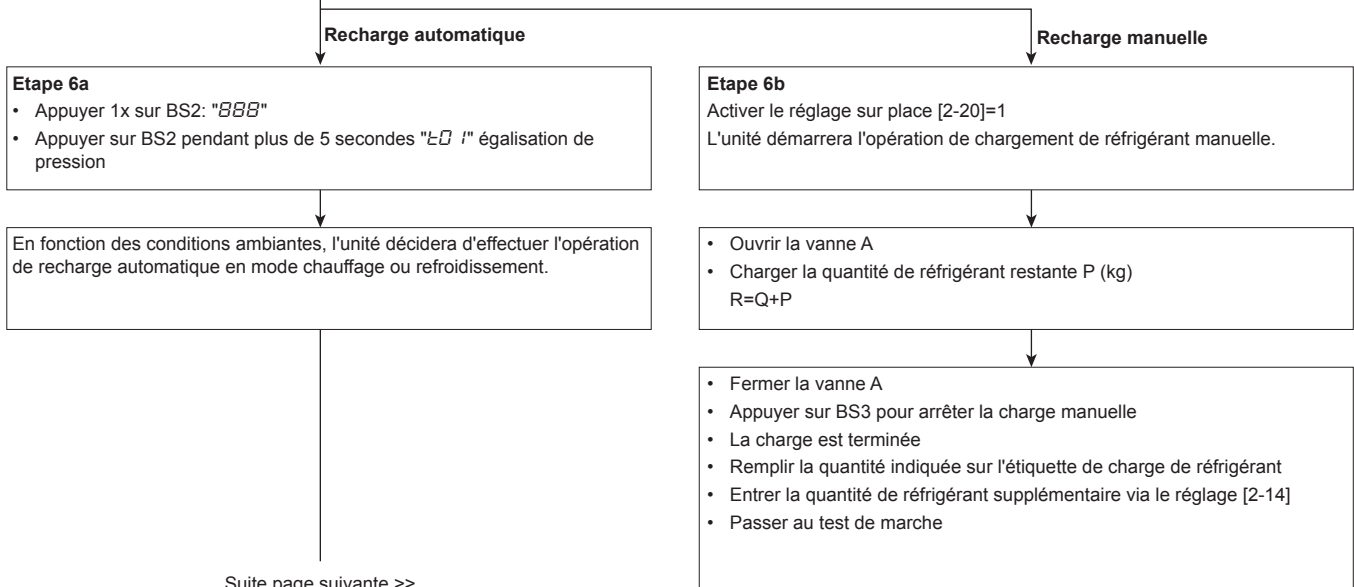 Recharge automatique
Etape 6a
• Appuyer 1x sur BS2: "888"
• Appuyer sur BS2 pendant plus de 5 secondes "t01" égalisation de
pression
En fonction des conditions ambiantes, l'unité décidera d'effectuer l'opération
de recharge automatique en mode chauffage ou refroidissement.
Suite page suivante >>
Recharge manuelle
Etape 6b
Activer le réglage sur place [2-20]=1
L'unité démarrera l'opération de chargement de réfrigérant manuelle.
• Ouvrir la vanne A
• Charger la quantité de réfrigérant restante P (kg)
R=Q+P
• Fermer la vanne A
• Appuyer sur BS3 pour arrêter la charge manuelle
• La charge est terminée
• Remplir la quantité indiquée sur l'étiquette de charge de réfrigérant
• Entrer la quantité de réfrigérant supplémentaire via le réglage [2-14]
• Passer au test de marche